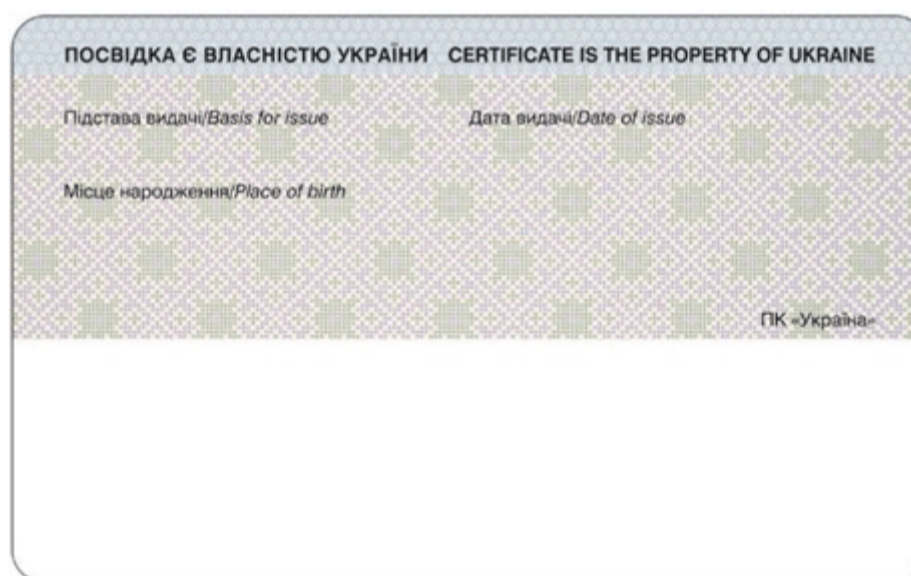 ПОСВІДКА Є ВЛАСНІСТЮ УКРАЇНИ CERTIFICATE IS THE PROPERTY OF UKRAINE
Підстава видачі/Basis for issue Дата видачі/Date of issue
Місце народження/Place of birth
ПК «Україна»